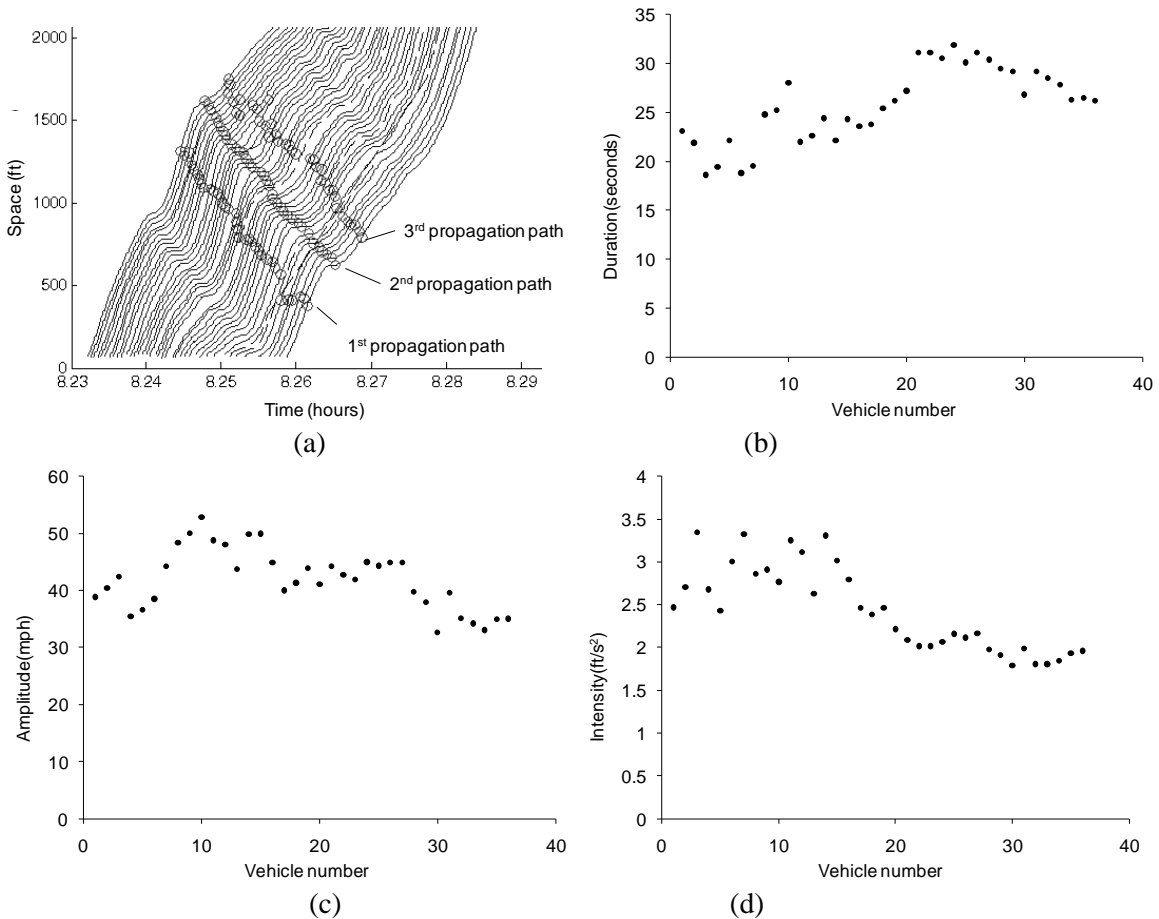 2000
1500
1000
500
0
Space (ft)
8.23 8.24 8.25 8.26 8.27 8.28 8.29
Time (hours)
3rd propagation path
2nd propagation path
1st propagation path
(a)
35
30
25
20
15
10
5
0
Duration(seconds)
0 10 20 30 40
Vehicle number
(b)
60
50
40
30
20
10
0
Amplitude(mph)
0 10 20 30 40
Vehicle number
(c)
4
3.5
3
2.5
2
1.5
1
0.5
0
Intensity(ft/s²)
0 10 20 30 40
Vehicle number
(d)